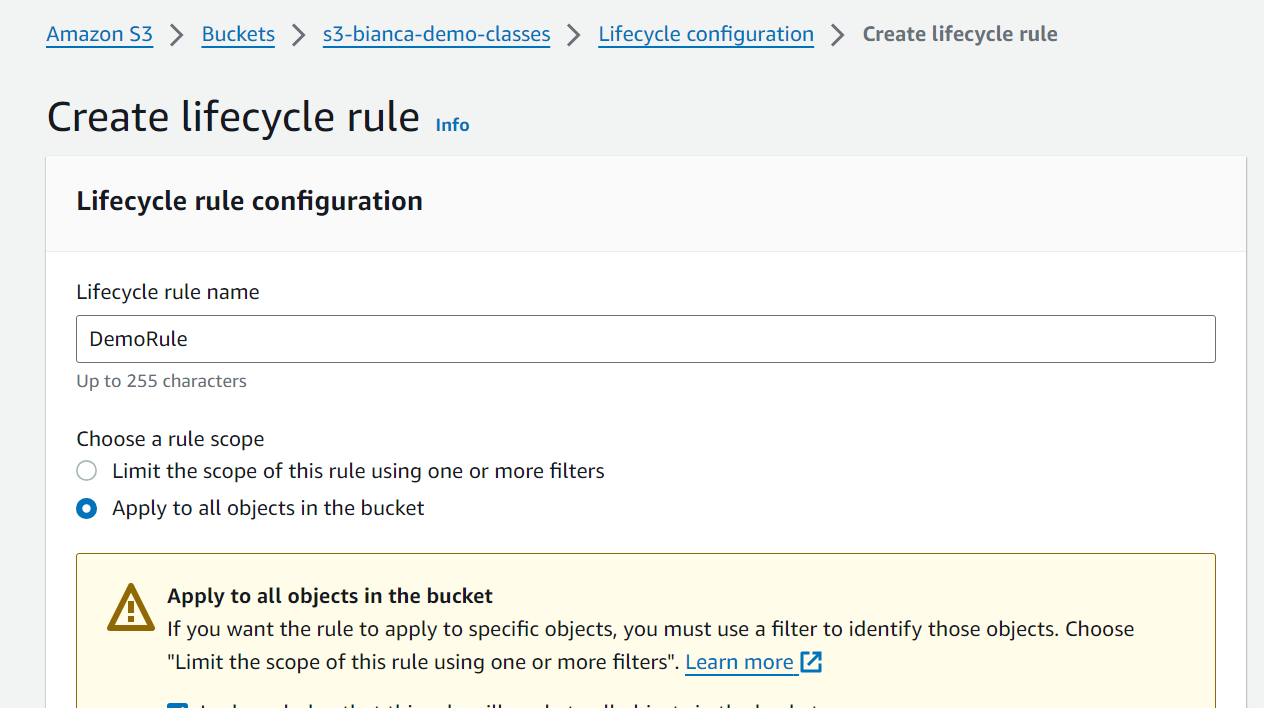 Amazon S3 > Buckets > s3-bianca-demo-classes > Lifecycle configuration > Create lifecycle rule
Create lifecycle rule Info
Lifecycle rule configuration
Lifecycle rule name
DemoRule
Up to 255 characters
Choose a rule scope
Limit the scope of this rule using one or more filters
Apply to all objects in the bucket
Apply to all objects in the bucket
If you want the rule to apply to specific objects, you must use a filter to identify those objects. Choose
"Limit the scope of this rule using one or more filters". Learn more